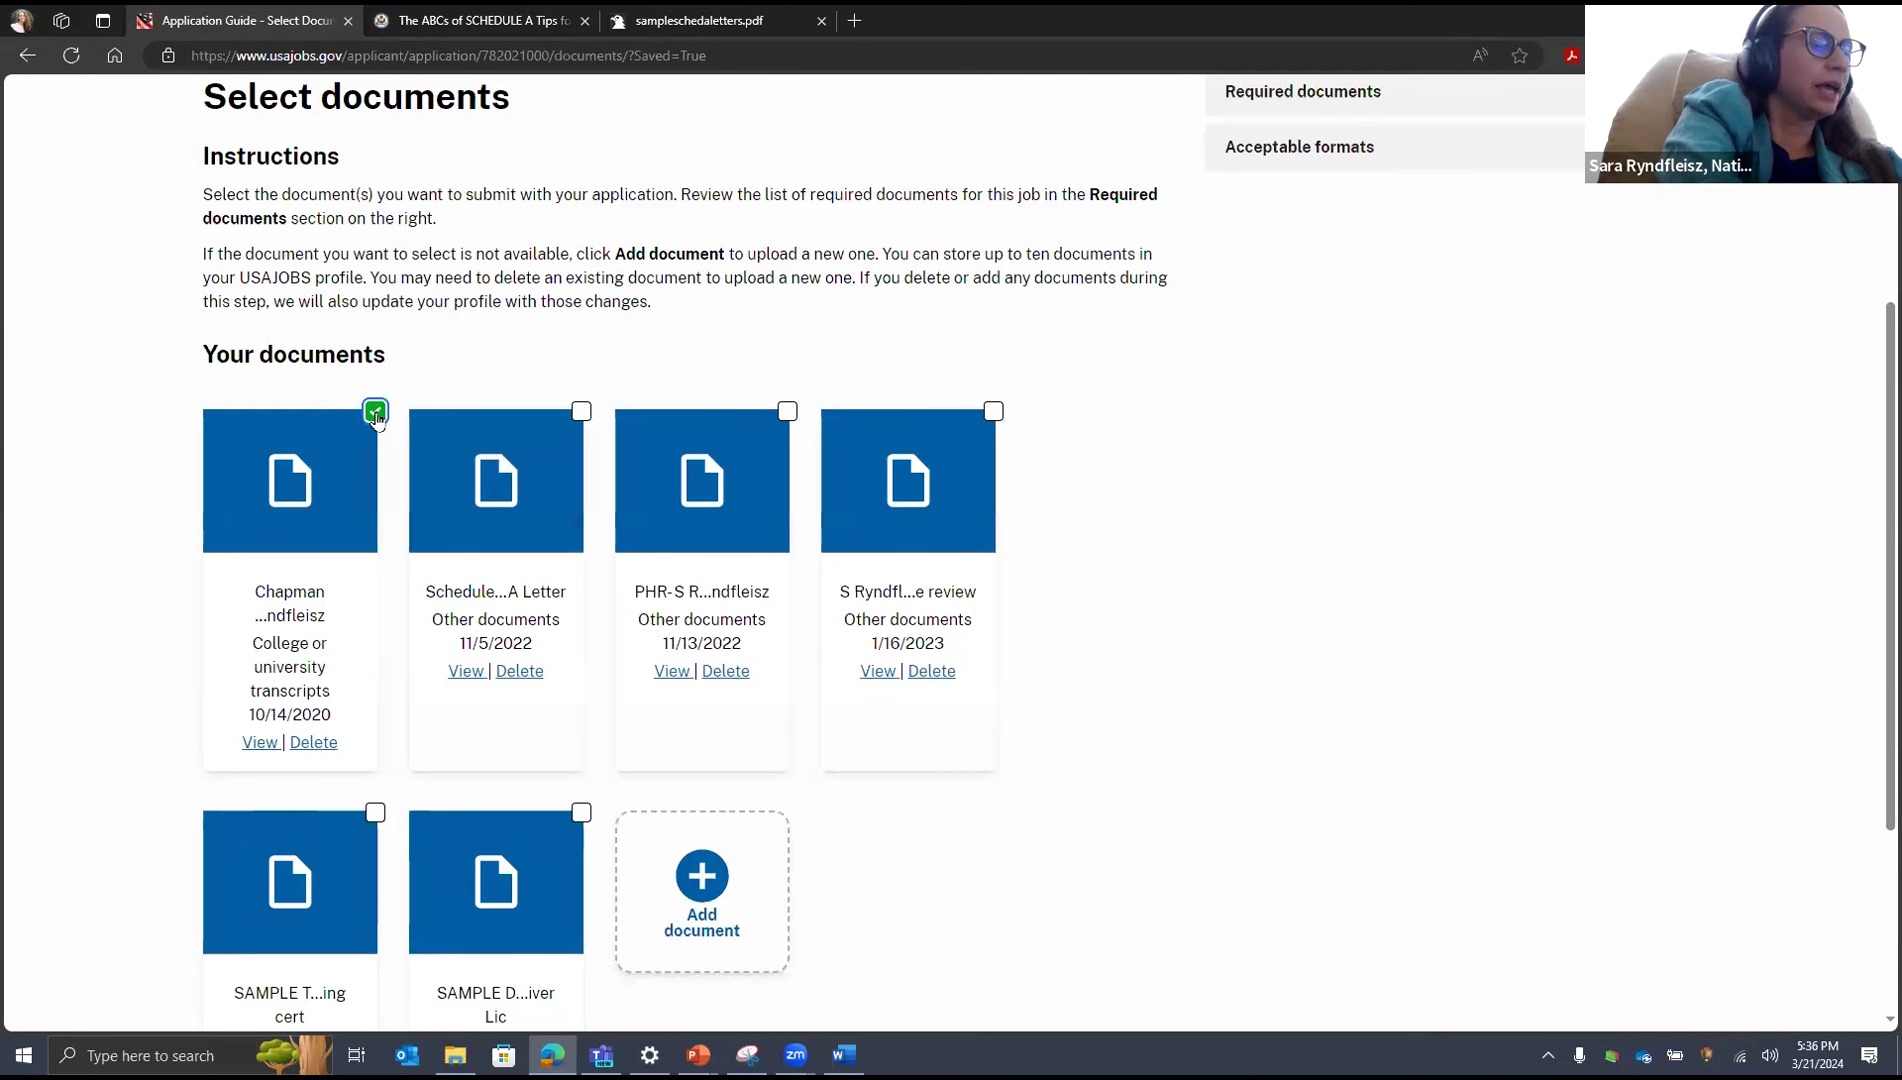 Application Guide - Select Docum
The ABCs of SCHEDULE A Tips fo
sampleschedaletters.pdf
https://www.usajobs.gov/applicant/application/782021000/documents/?Saved=True
Select documents
Required documents
Acceptable formats
Sara Ryndfleisz, Nati...
Instructions
Select the document(s) you want to submit with your application. Review the list of required documents for this job in the Required
documents section on the right.
If the document you want to select is not available, click Add document to upload a new one. You can store up to ten documents in
your USAJOBS profile. You may need to delete an existing document to upload a new one. If you delete or add any documents during
this step, we will also update your profile with those changes.
Your documents
Chapman
...ndfleisz
College or
university
transcripts
10/14/2020
View | Delete
Schedule...A Letter
Other documents
11/5/2022
View | Delete
PHR-S R...ndfleisz
Other documents
11/13/2022
View | Delete
S Ryndfl...e review
Other documents
1/16/2023
View | Delete
SAMPLE T...ing
cert
SAMPLE D...iver
Lic
Add
document
Type here to search
zm
5:36 PM
3/21/2024